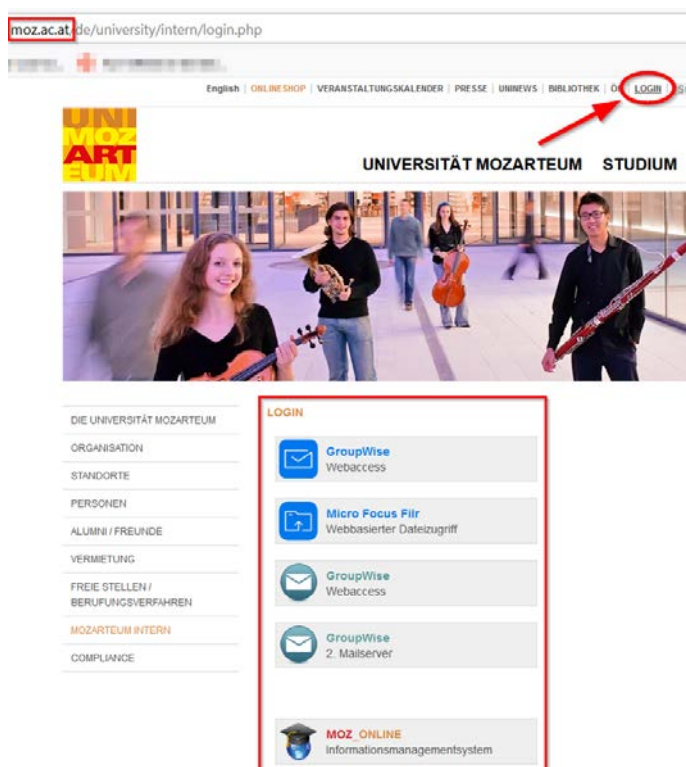 moz.ac.at/de/university/intern/login.php
English | ONLINESHOP | VERANSTALTUNGSKALENDER | PRESSE | UNINEWS | BIBLIOTHEK | | LOGIN |
UNI
MOZ
ART
EUM
UNIVERSITÄT MOZARTEUM STUDIUM
DIE UNIVERSITÄT MOZARTEUM
ORGANISATION
STANDORTE
PERSONEN
ALUMNI / FREUNDE
VERMIETUNG
FREIE STELLEN /
BERUFUNGSVERFAHREN
MOZARTEUM INTERN
COMPLIANCE
LOGIN
GroupWise
Webaccess
Micro Focus Filr
Webbasierter Dateizugriff
GroupWise
Webaccess
GroupWise
2. Mailserver
MOZ_ONLINE
Informationsmanagementsystem